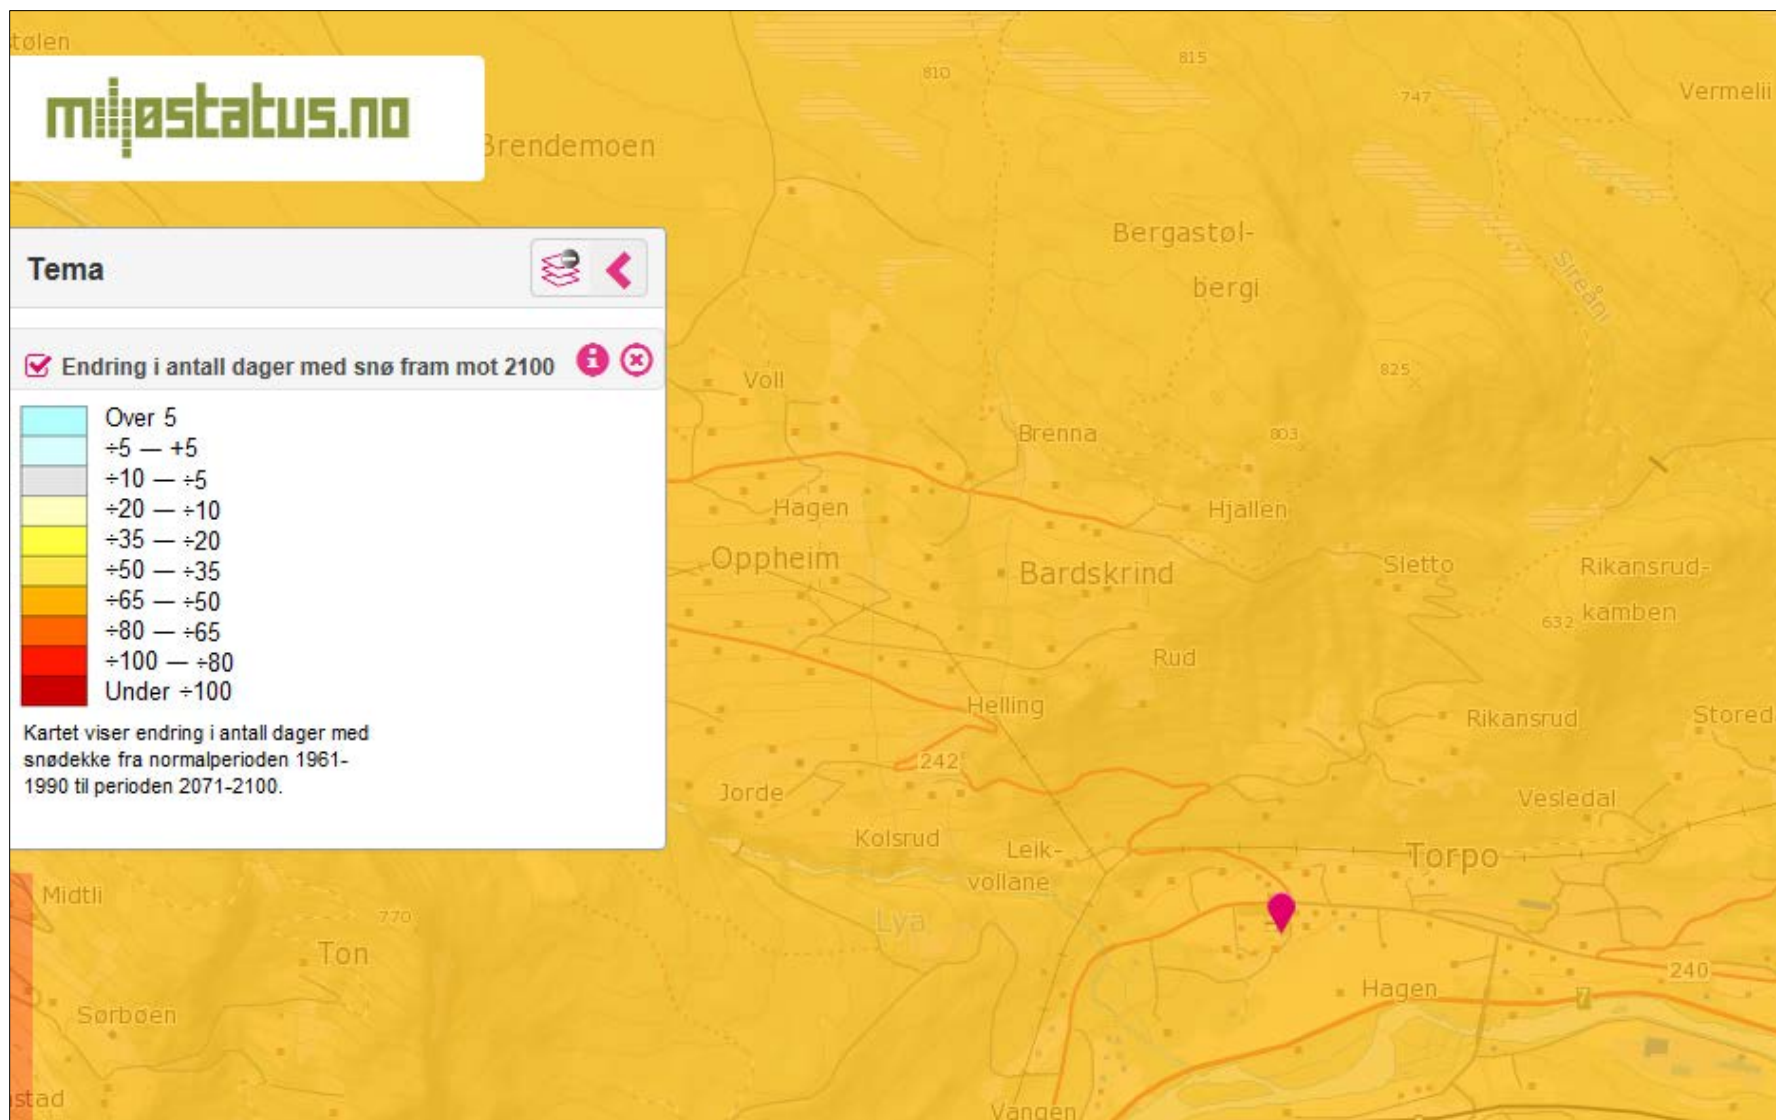 tølen
miljøstatus.no
Brendemoen
810
815
747
Vermelii
Tema
Bergastøl-
bergi
Sireåni
Endring i antall dager med snø fram mot 2100
Over 5
÷5 — +5
÷10 — ÷5
÷20 — ÷10
÷35 — ÷20
÷50 — ÷35
÷65 — ÷50
÷80 — ÷65
÷100 — ÷80
Under ÷100
Kartet viser endring i antall dager med
snødekke fra normalperioden 1961-
1990 til perioden 2071-2100.
Voll
825
Brenna
803
Hagen
Hjallen
Oppheim
Bardskrind
Sletto
Rikansrud-
kamben
632
Rud
Helling
Rikansrud
Stored
242
Jorde
Vesledal
Kolsrud
Leik-
vollane
Torpo
Midtli
770
Lya
Ton
240
Hagen
7
Sørbøen
stad
Vangen